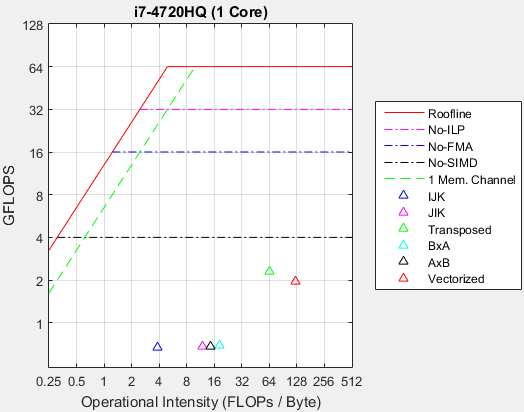 i7-4720HQ (1 Core)
128
64
32
16
8
4
2
1
GFLOPS
0.25 0.5 1 2 4 8 16 32 64 128 256 512
Operational Intensity (FLOPs / Byte)
Roofline
No-ILP
No-FMA
No-SIMD
1 Mem. Channel
IJK
JIK
Transposed
BxA
AxB
Vectorized